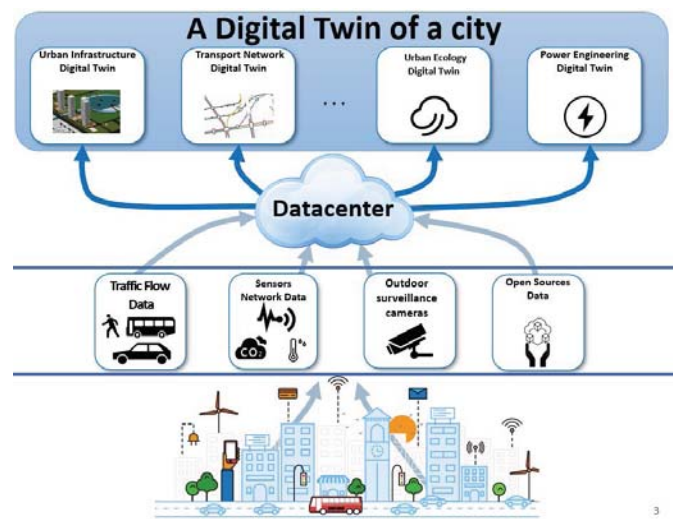 A Digital Twin of a city
Urban Infrastructure
Digital Twin
Transport Network
Digital Twin
...
Urban Ecology
Digital Twin
Power Engineering
Digital Twin
Datacenter
Traffic Flow
Data
Sensors
Network Data
CO2
Outdoor
surveillance
cameras
Open Sources
Data
3